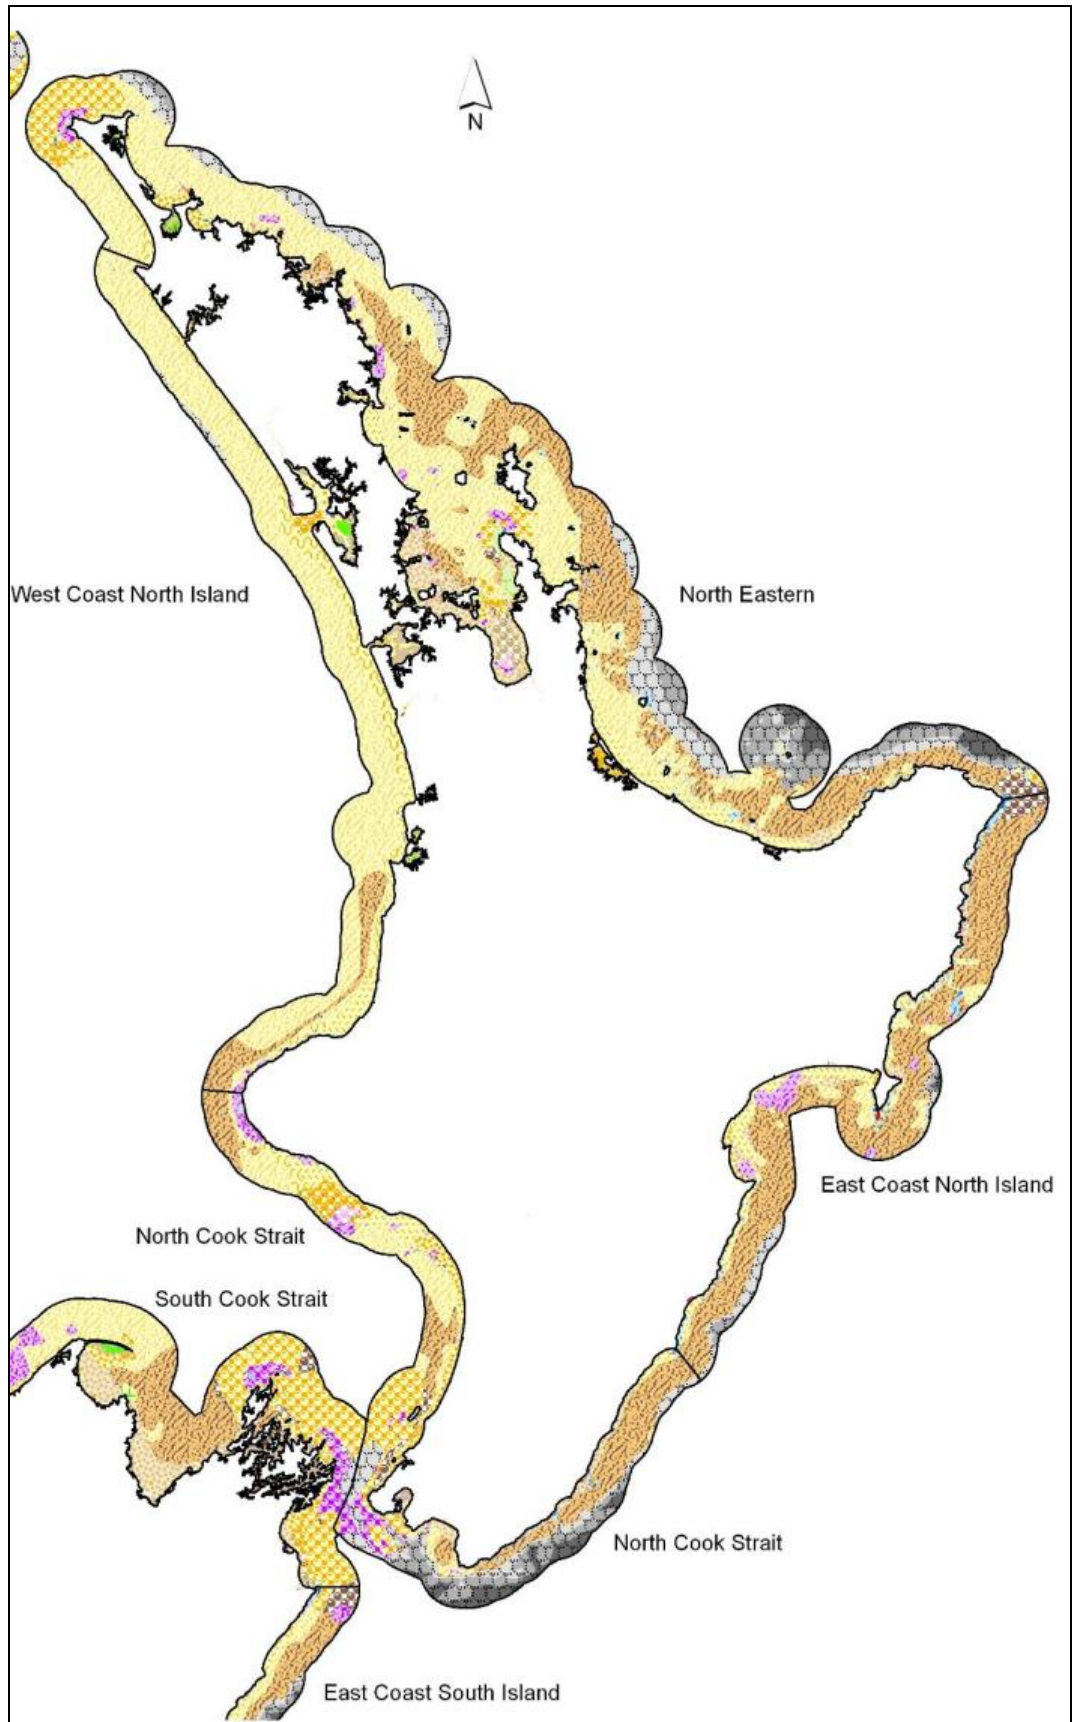 N
West Coast North Island
North Eastern
East Coast North Island
North Cook Strait
South Cook Strait
North Cook Strait
East Coast South Island